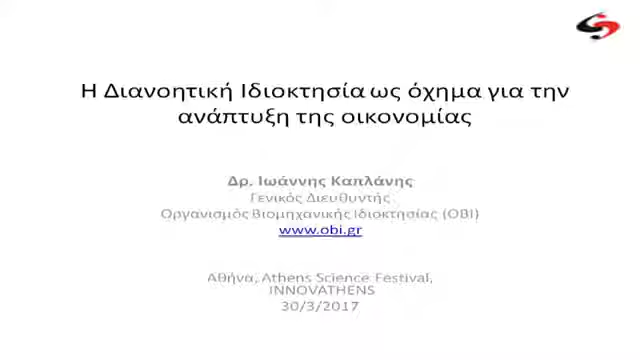 Η Διανοητική Ιδιοκτησία ως όχημα για την
ανάπτυξη της οικονομίας
Δρ. Ιωάννης Καπλάνης
Γενικός Διευθυντής
Οργανισμός Βιομηχανικής Ιδιοκτησίας (ΟΒΙ)
www.obi.gr
Αθήνα, Athens Science Festival,
INNOVATHENS
30/3/2017